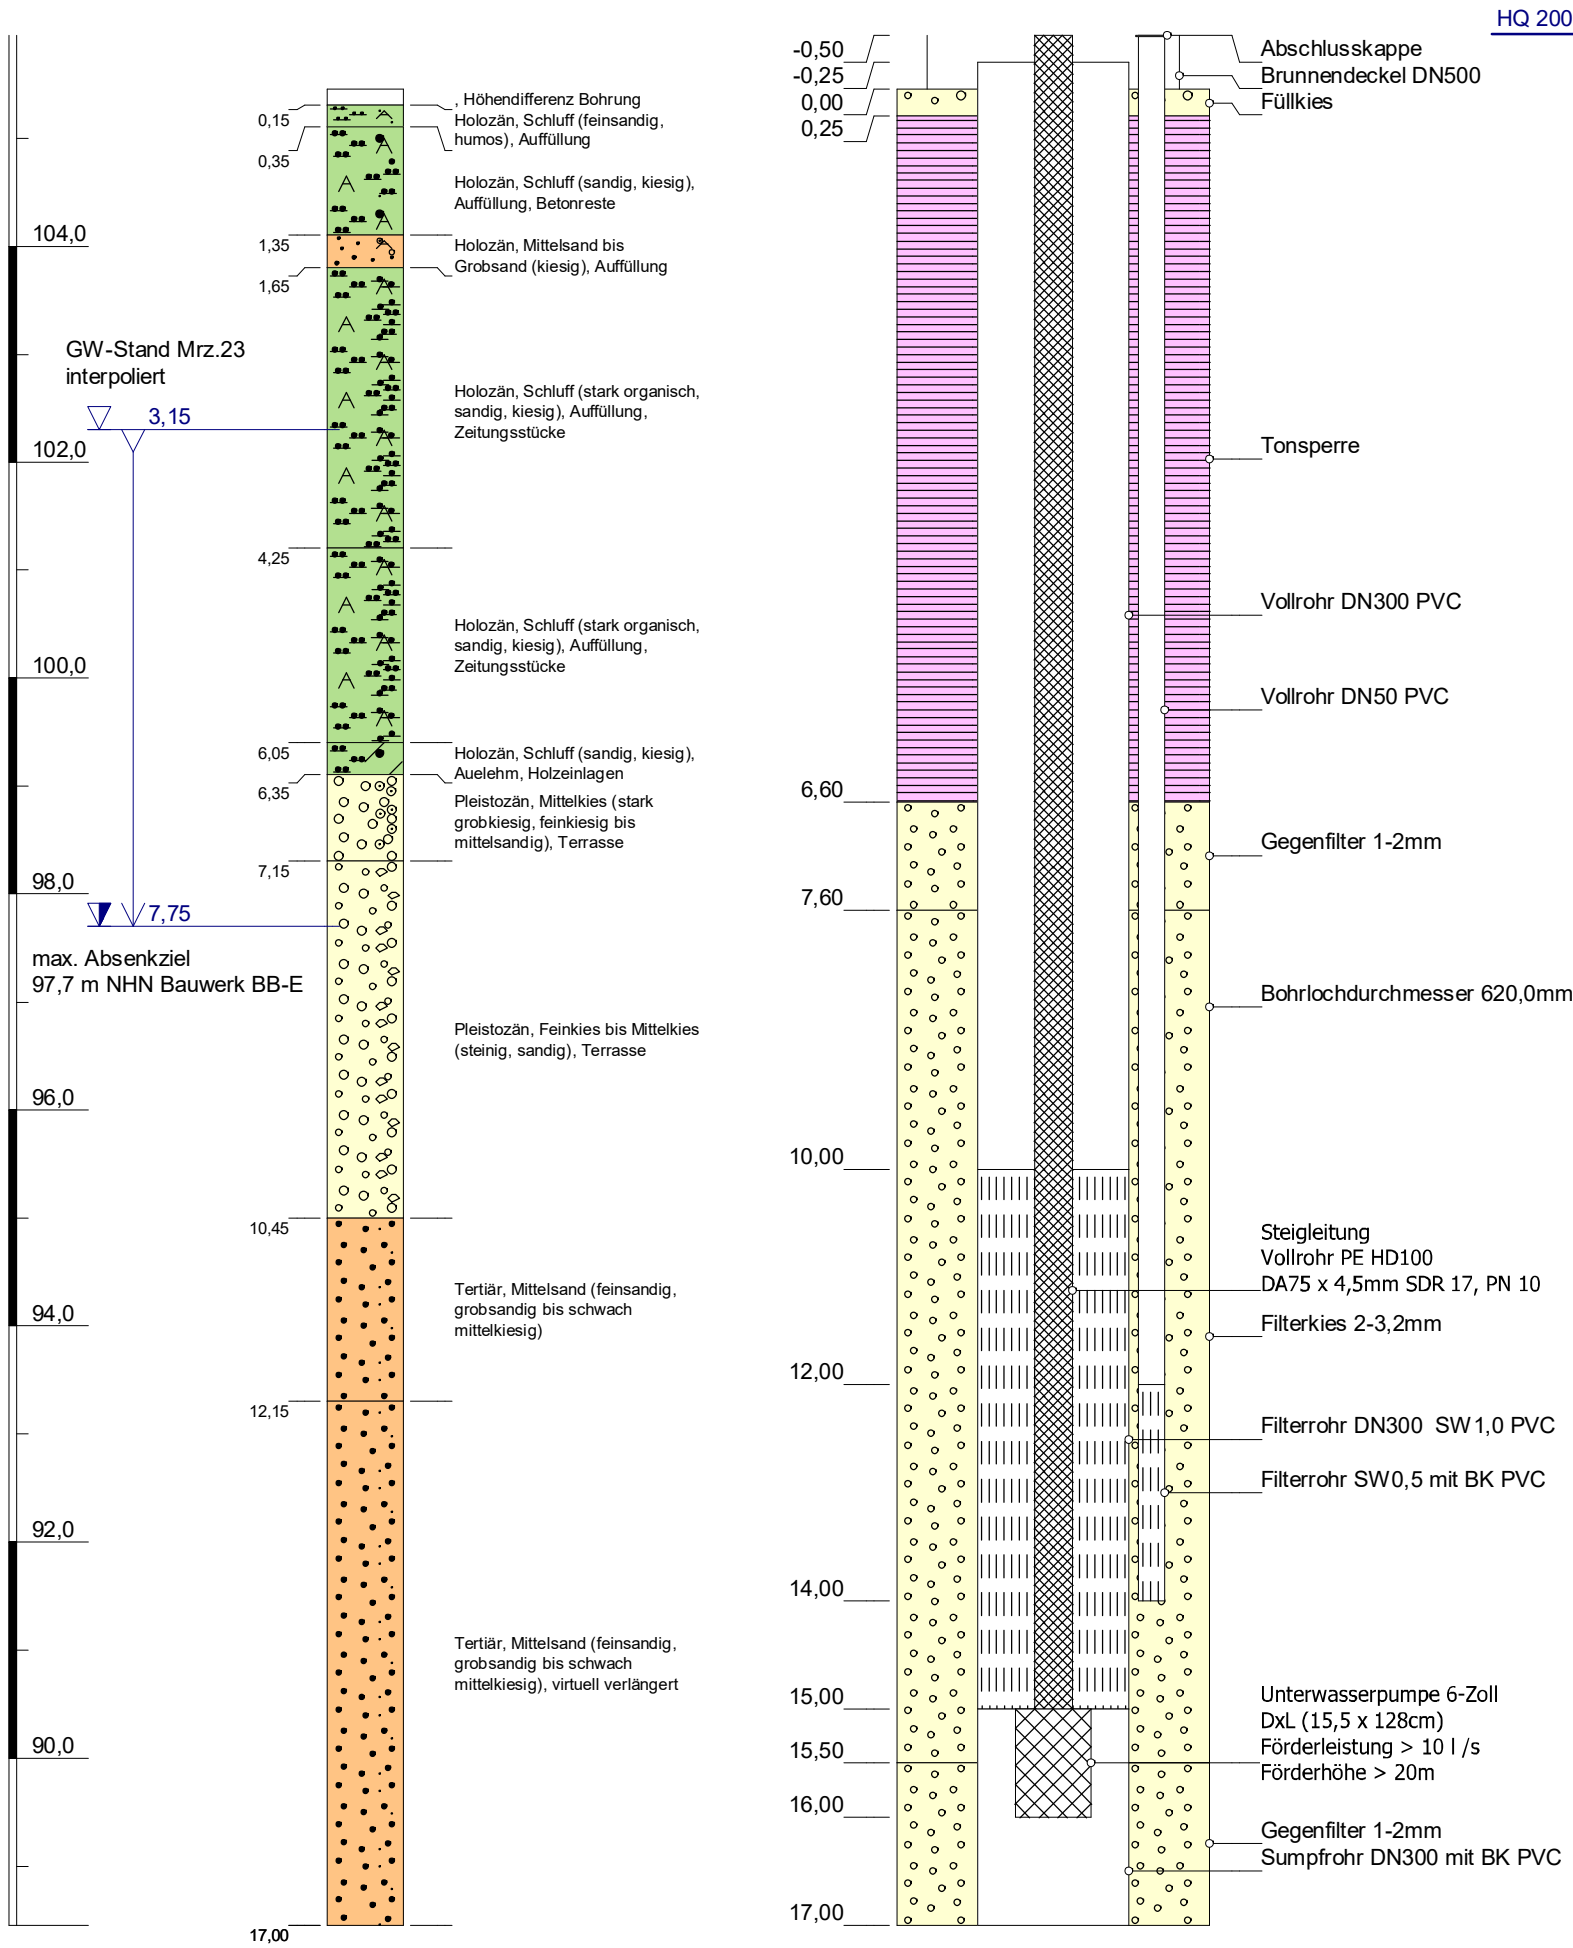 HQ 200
104,0
102,0
100,0
98,0
96,0
94,0
92,0
90,0
GW-Stand Mrz.23
interpoliert
3,15
7,75
max. Absenkziel
97,7 m NHN Bauwerk BB-E
0,15
0,35
1,35
1,65
4,25
6,05
6,35
7,15
10,45
12,15
17,00
, Höhendifferenz Bohrung
Holozän, Schluff (feinsandig,
humos), Auffüllung
Holozän, Schluff (sandig, kiesig),
Auffüllung, Betonreste
Holozän, Mittelsand bis
Grobsand (kiesig), Auffüllung
Holozän, Schluff (stark organisch,
sandig, kiesig), Auffüllung,
Zeitungsstücke
Holozän, Schluff (stark organisch,
sandig, kiesig), Auffüllung,
Zeitungsstücke
Holozän, Schluff (sandig, kiesig),
Auelehm, Holzeinlagen
Pleistozän, Mittelkies (stark
grobkiesig, feinkiesig bis
mittelsandig), Terrasse
Pleistozän, Feinkies bis Mittelkies
(steinig, sandig), Terrasse
Tertiär, Mittelsand (feinsandig,
grobsandig bis schwach
mittelkiesig)
Tertiär, Mittelsand (feinsandig,
grobsandig bis schwach
mittelkiesig), virtuell verlängert
-0,50
-0,25
0,00
0,25
6,60
7,60
10,00
12,00
14,00
15,00
15,50
16,00
17,00
Abschlusskappe
Brunnendeckel DN500
Füllkies
Tonsperre
Vollrohr DN300 PVC
Vollrohr DN50 PVC
Gegenfilter 1-2mm
Bohrlochdurchmesser 620,0mm
Steigleitung
Vollrohr PE HD100
DA75 x 4,5mm SDR 17, PN 10
Filterkies 2-3,2mm
Filterrohr DN300 SW1,0 PVC
Filterrohr SW0,5 mit BK PVC
Unterwasserpumpe 6-Zoll
DxL (15,5 x 128cm)
Förderleistung > 10 l /s
Förderhöhe > 20m
Gegenfilter 1-2mm
Sumpfrohr DN300 mit BK PVC